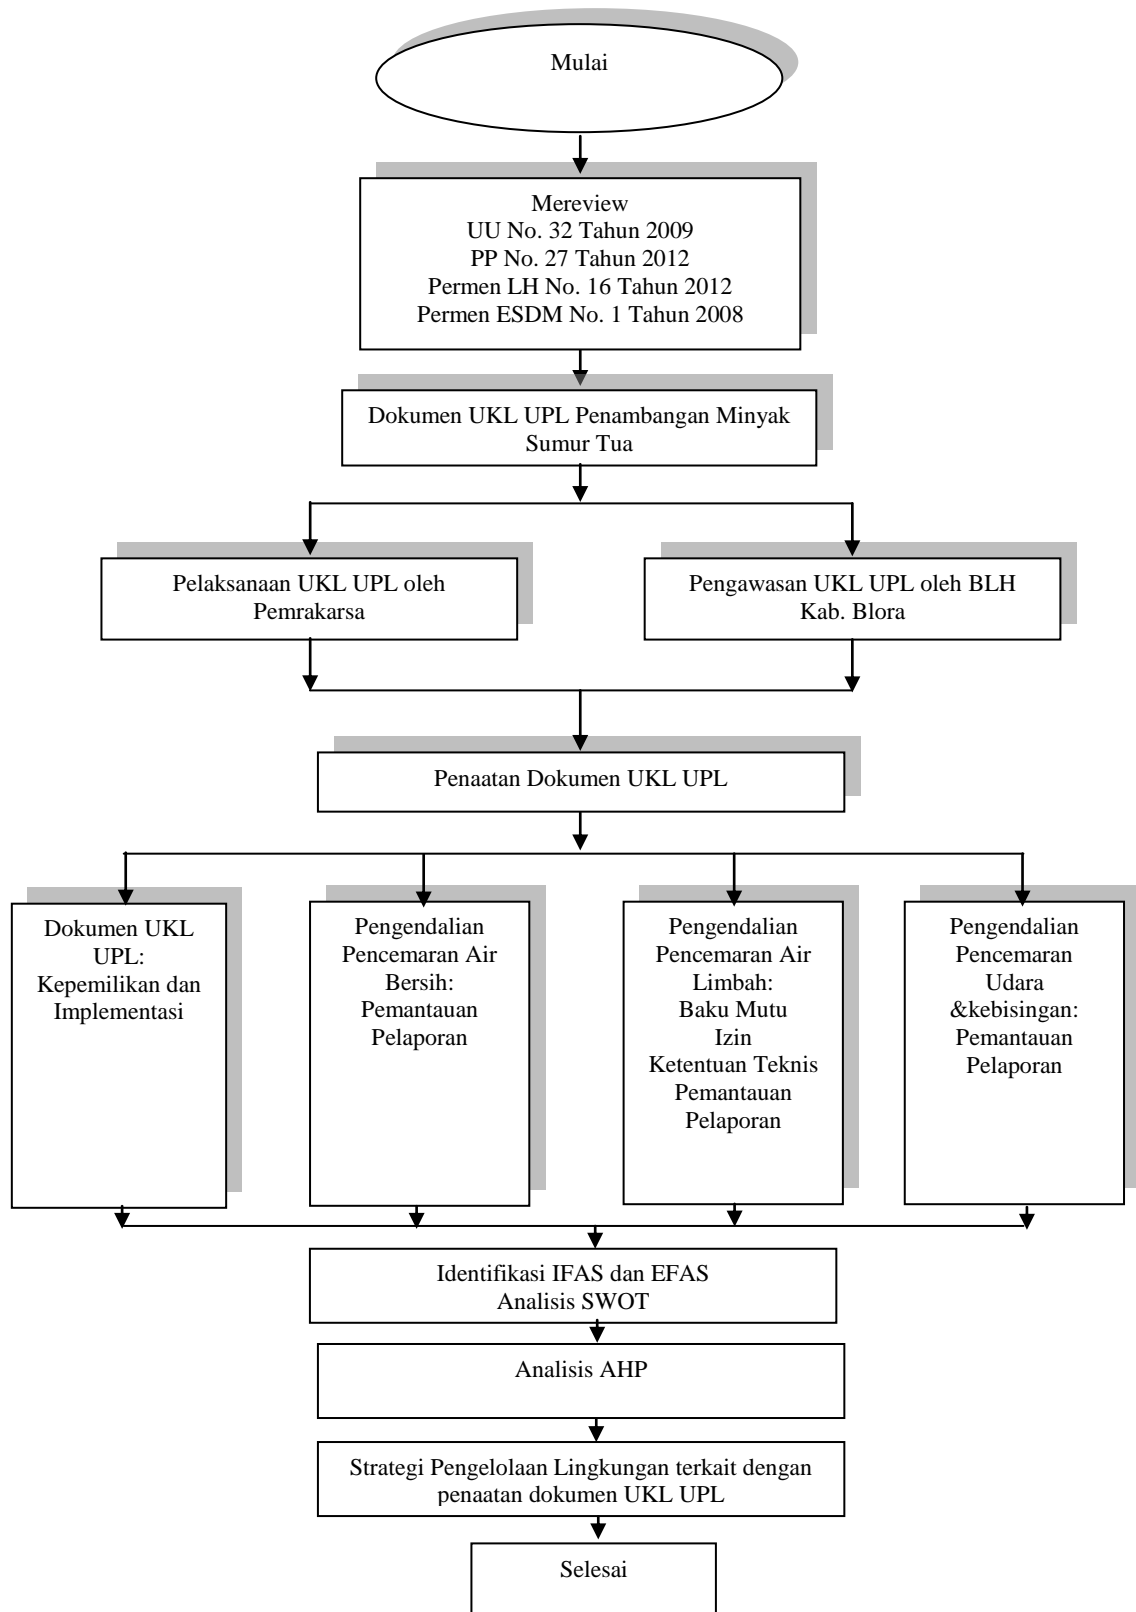 Mulai
Mereview
UU No. 32 Tahun 2009
PP No. 27 Tahun 2012
Permen LH No. 16 Tahun 2012
Permen ESDM No. 1 Tahun 2008
Dokumen UKL UPL Penambangan Minyak
Sumur Tua
Pelaksanaan UKL UPL oleh
Pemrakarsa
Pengawasan UKL UPL oleh BLH
Kab. Blora
Penaatan Dokumen UKL UPL
Dokumen UKL
UPL:
Kepemilikan dan
Implementasi
Pengendalian
Pencemaran Air
Bersih:
Pemantauan
Pelaporan
Pengendalian
Pencemaran Air
Limbah:
Baku Mutu
Izin
Ketentuan Teknis
Pemantauan
Pelaporan
Pengendalian
Pencemaran
Udara
&kebisingan:
Pemantauan
Pelaporan
Identifikasi IFAS dan EFAS
Analisis SWOT
Analisis AHP
Strategi Pengelolaan Lingkungan terkait dengan
penaatan dokumen UKL UPL
Selesai